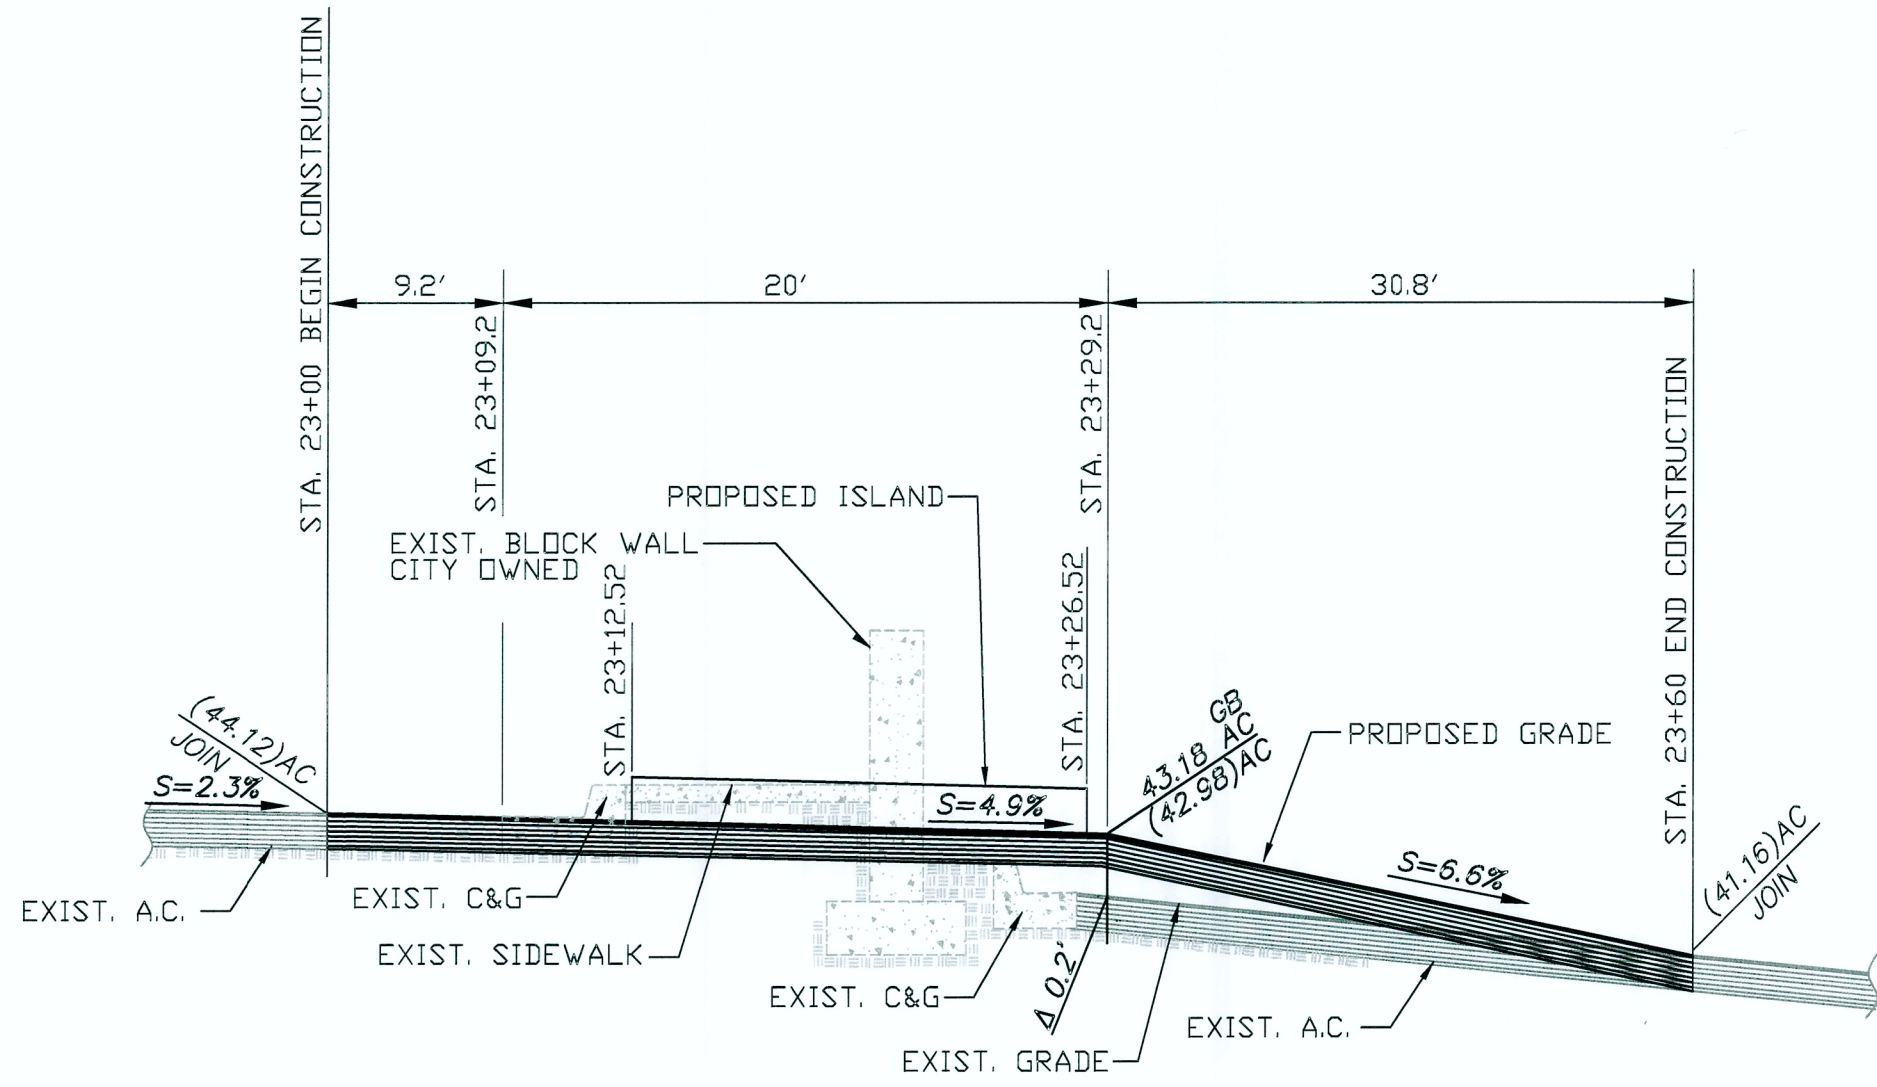 STA. 23+00 BEGIN CONSTRUCTION
9.2'
20'
30.8'
STA. 23+09.2
STA. 23+29.2
STA. 23+60 END CONSTRUCTION
PROPOSED ISLAND
EXIST. BLOCK WALL
CITY OWNED
STA. 23+12.52
STA. 23+26.52
(44.12)AC
JOIN
S=2.3%
S=4.9%
GB
43.18 AC
(42.98)AC
PROPOSED GRADE
S=6.6%
(41.16)AC
JOIN
EXIST. A.C.
EXIST. C&G
EXIST. SIDEWALK
EXIST. C&G
Δ 0.2'
EXIST. GRADE
EXIST. A.C.